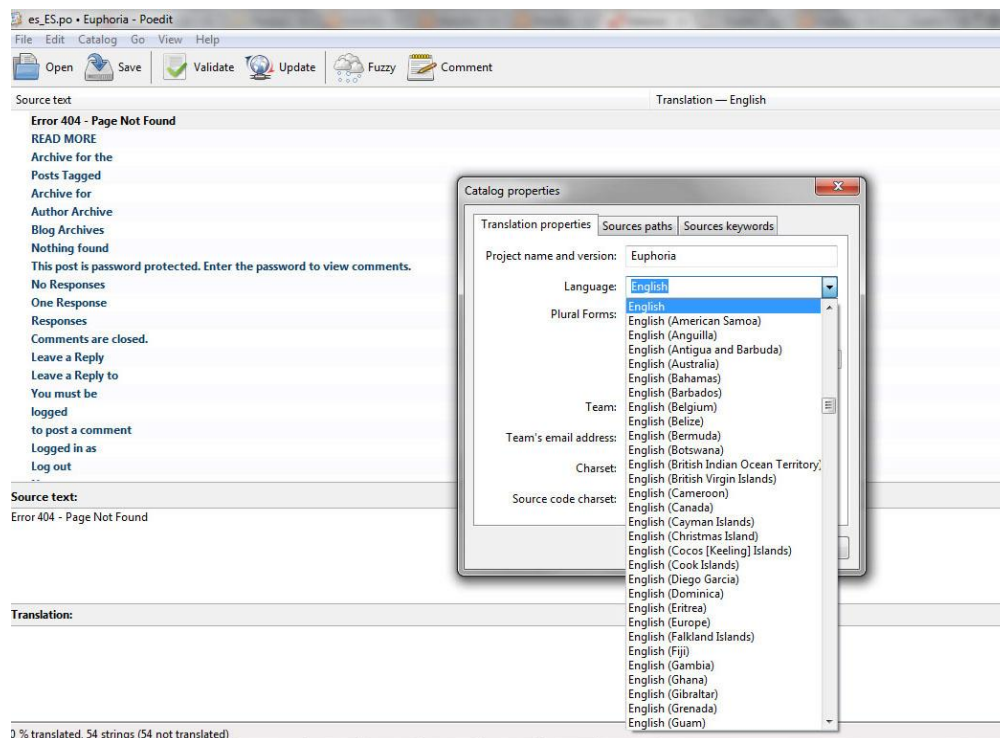 es_ES.po • Euphoria - Poedit
File Edit Catalog Go View Help
Open Save Validate Update Fuzzy Comment
Source text Translation — English
Error 404 - Page Not Found
READ MORE
Archive for the
Posts Tagged
Archive for
Author Archive
Blog Archives
Nothing found
This post is password protected. Enter the password to view comments.
No Responses
One Response
Responses
Comments are closed.
Leave a Reply
Leave a Reply to
You must be
logged
to post a comment
Logged in as
Log out
Source text:
Error 404 - Page Not Found
Translation:
0 % translated, 54 strings (54 not translated)
Catalog properties
Translation properties Sources paths Sources keywords
Project name and version: Euphoria
Language: English
Plural Forms:
Team:
Team's email address:
Charset:
Source code charset:
English
English (American Samoa)
English (Anguilla)
English (Antigua and Barbuda)
English (Australia)
English (Bahamas)
English (Barbados)
English (Belgium)
English (Belize)
English (Bermuda)
English (Botswana)
English (British Indian Ocean Territory)
English (British Virgin Islands)
English (Cameroon)
English (Canada)
English (Cayman Islands)
English (Christmas Island)
English (Cocos [Keeling] Islands)
English (Cook Islands)
English (Diego Garcia)
English (Dominica)
English (Eritrea)
English (Europe)
English (Falkland Islands)
English (Fiji)
English (Gambia)
English (Ghana)
English (Gibraltar)
English (Grenada)
English (Guam)